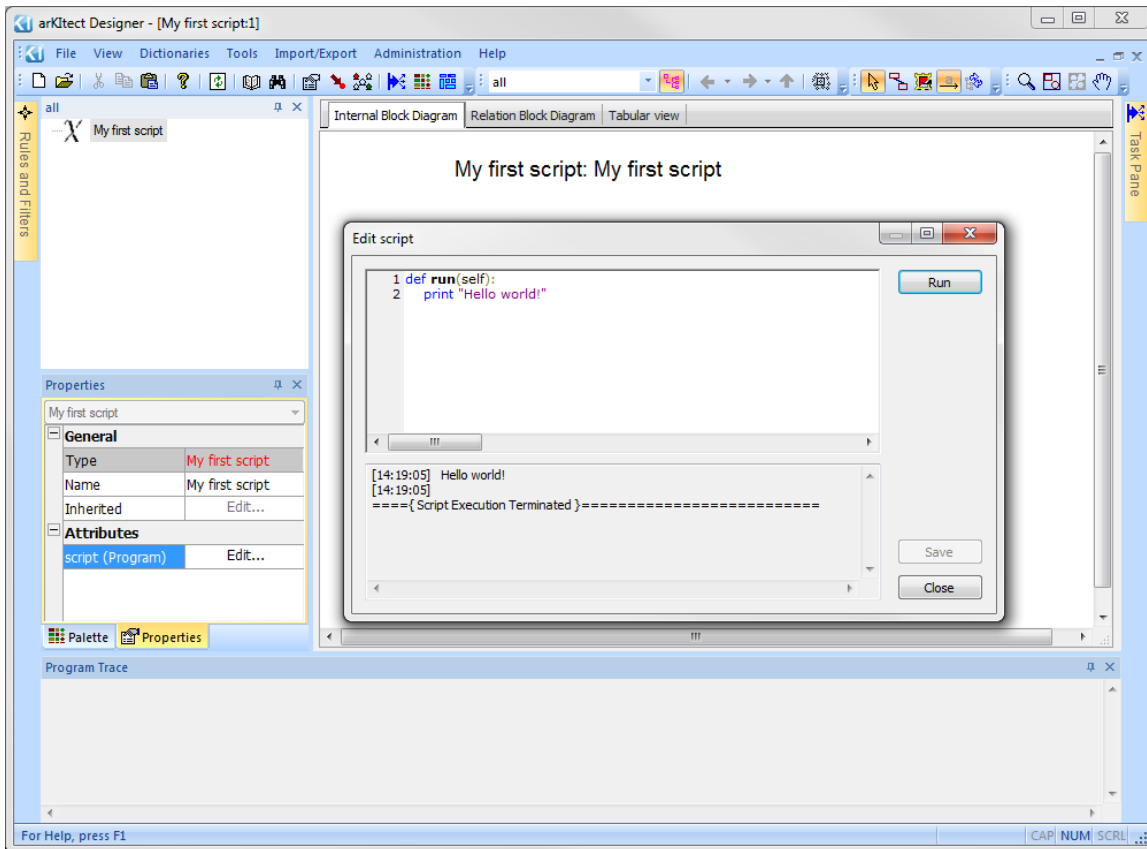 arKItect Designer - [My first script:1]
File View Dictionaries Tools Import/Export Administration Help
all
all
My first script
Rules and Filters
Internal Block Diagram Relation Block Diagram Tabular view
Task Pane
My first script: My first script
Edit script
1 def run(self):
2 print "Hello world!"
Run
[14:19:05] Hello world!
[14:19:05]
===={ Script Execution Terminated }==========================
Save
Close
Properties
My first script
General
Type My first script
Name My first script
Inherited Edit...
Attributes
script (Program) Edit...
Palette Properties
Program Trace
For Help, press F1
CAP NUM SCRL